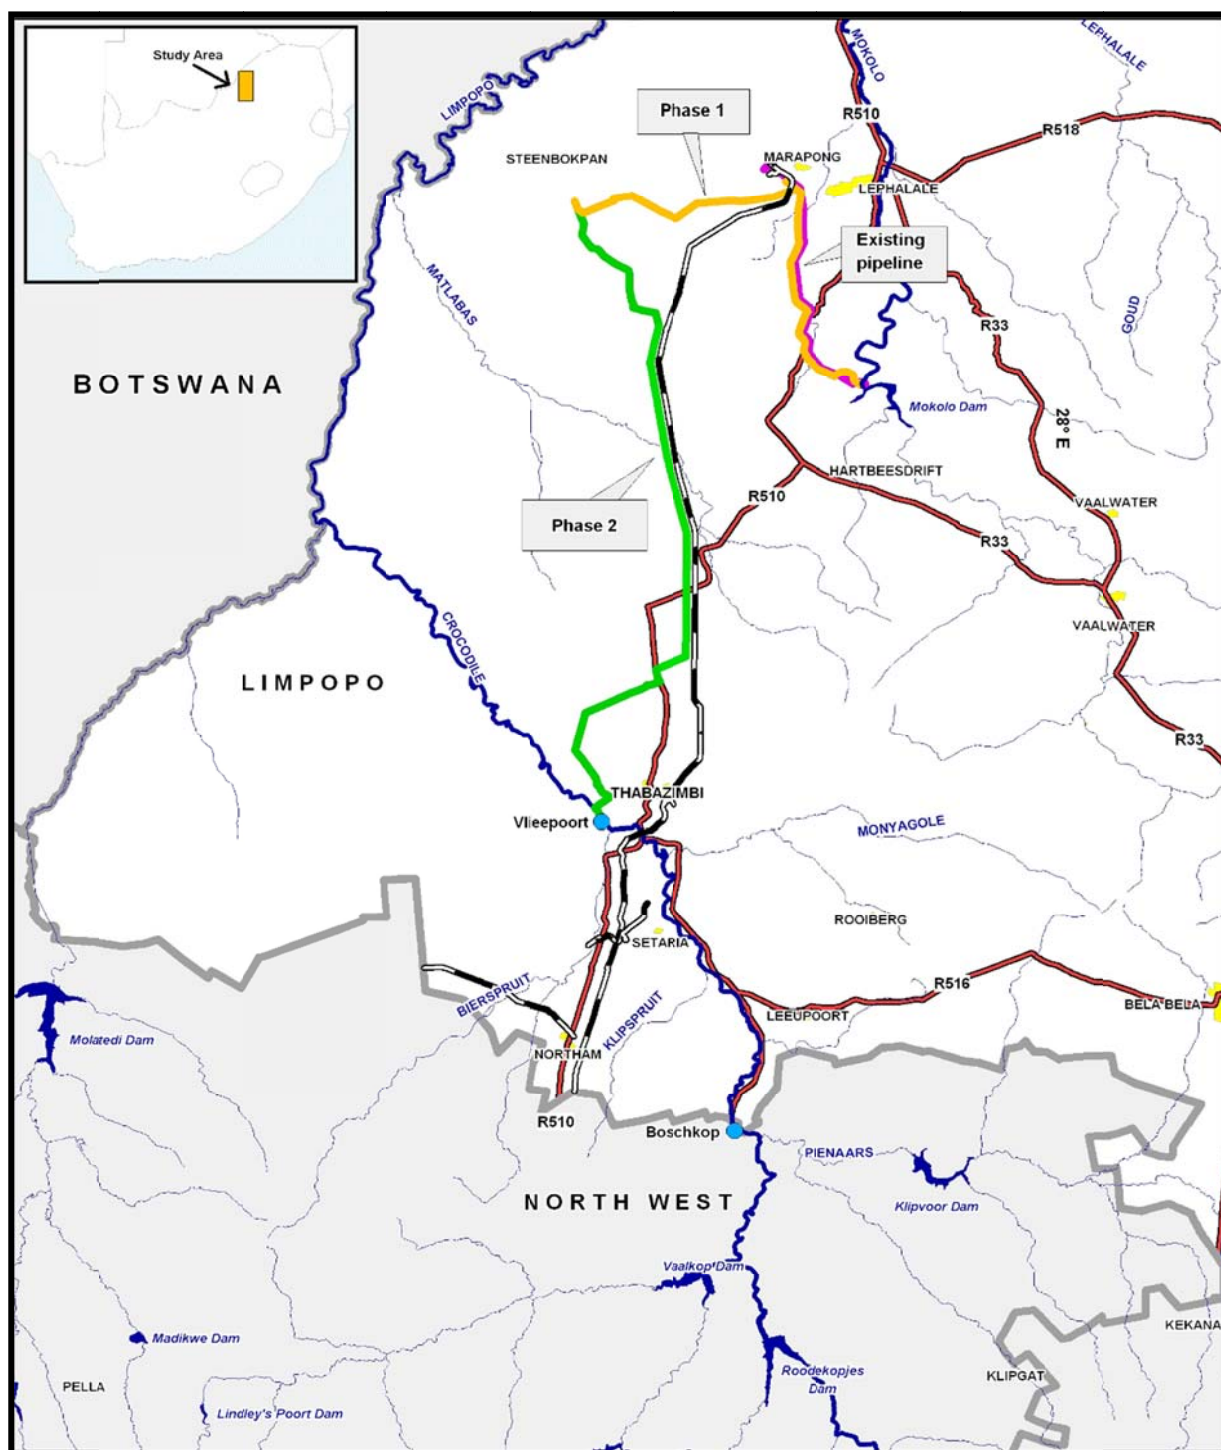 Study Area
LIMPOPO
MOKOLO
LEPHALALE
Phase 1
R510
R518
STEENBOKPAN
MARAPONG
LEPHALALE
Existing
pipeline
MATLABAS
GOUD
R33
BOTSWANA
Mokolo Dam
28° E
HARTBEESDRIFT
R510
VAALWATER
Phase 2
R33
CROCODILE
VAALWATER
LIMPOPO
R33
THABAZIMBI
Vlieepoort
MONYAGOLE
ROOIBERG
SETARIA
BIERSPRUIT
KLIPSPRUIT
R516
LEEUPOORT
BELA BELA
Molatedi Dam
NORTHAM
R510
Boschkop
PIENAARS
NORTH WEST
Klipvoor Dam
Vaalkop Dam
Madikwe Dam
KEKANA
Roodekopjes
Dam
KLIPGAT
PELLA
Lindley's Poort Dam